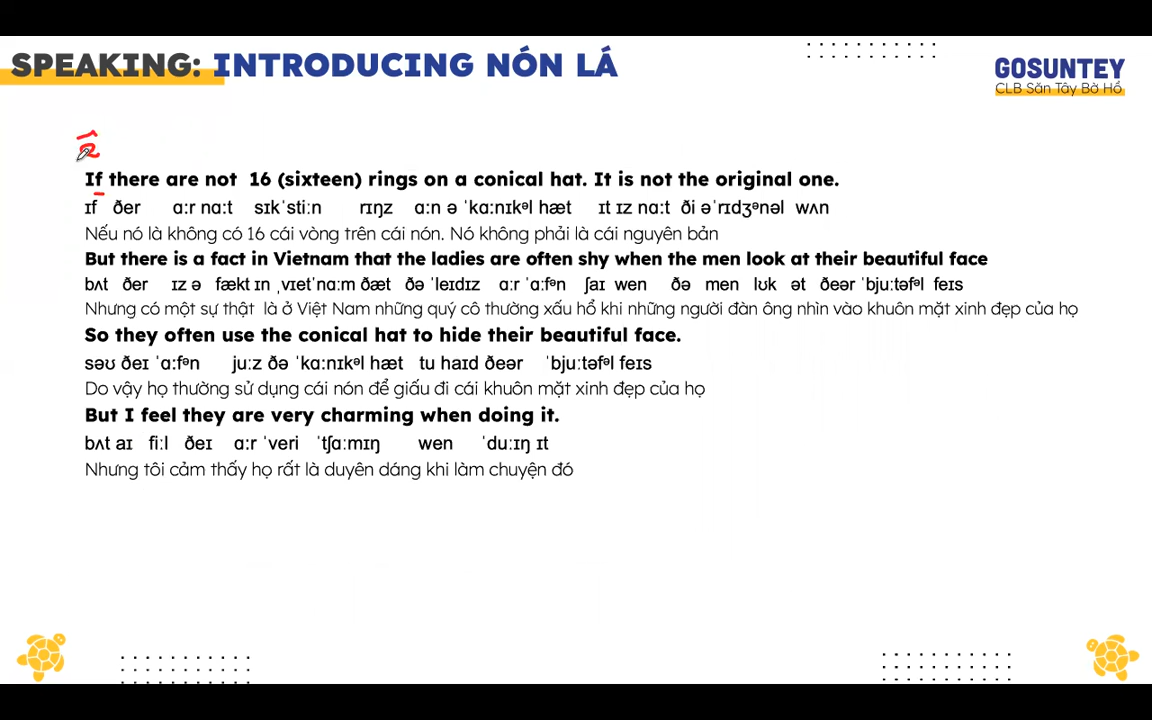 SPEAKING: INTRODUCING NÓN LÁ
GOSUNTEY
CLB Săn Tây Bờ Hồ
If there are not 16 (sixteen) rings on a conical hat. It is not the original one.
ɪf ðer ɑːr nɑːt sɪkˈstiːn rɪŋz ɑːn ə ˈkɑːnɪkᵊl hæt ɪt ɪz nɑːt ði əˈrɪdʒᵊnəl wʌn
Nếu nó là không có 16 cái vòng trên cái nón. Nó không phải là cái nguyên bản
But there is a fact in Vietnam that the ladies are often shy when the men look at their beautiful face
bʌt ðer ɪz ə fækt ɪn ˌvɪetˈnɑːm ðæt ðə ˈleɪdɪz ɑːr ˈɑːfᵊn ʃaɪ wen ðə men lʊk ət ðeər ˈbjuːtəfᵊl feɪs
Nhưng có một sự thật là ở Việt Nam những quý cô thường xấu hổ khi những người đàn ông nhìn vào khuôn mặt xinh đẹp của họ
So they often use the conical hat to hide their beautiful face.
səʊ ðeɪ ˈɑːfᵊn juːz ðə ˈkɑːnɪkᵊl hæt tu haɪd ðeər ˈbjuːtəfᵊl feɪs
Do vậy họ thường sử dụng cái nón để giấu đi cái khuôn mặt xinh đẹp của họ
But I feel they are very charming when doing it.
bʌt aɪ fiːl ðeɪ ɑːr ˈveri ˈtʃɑːmɪŋ wen ˈduːɪŋ ɪt
Nhưng tôi cảm thấy họ rất là duyên dáng khi làm chuyện đó